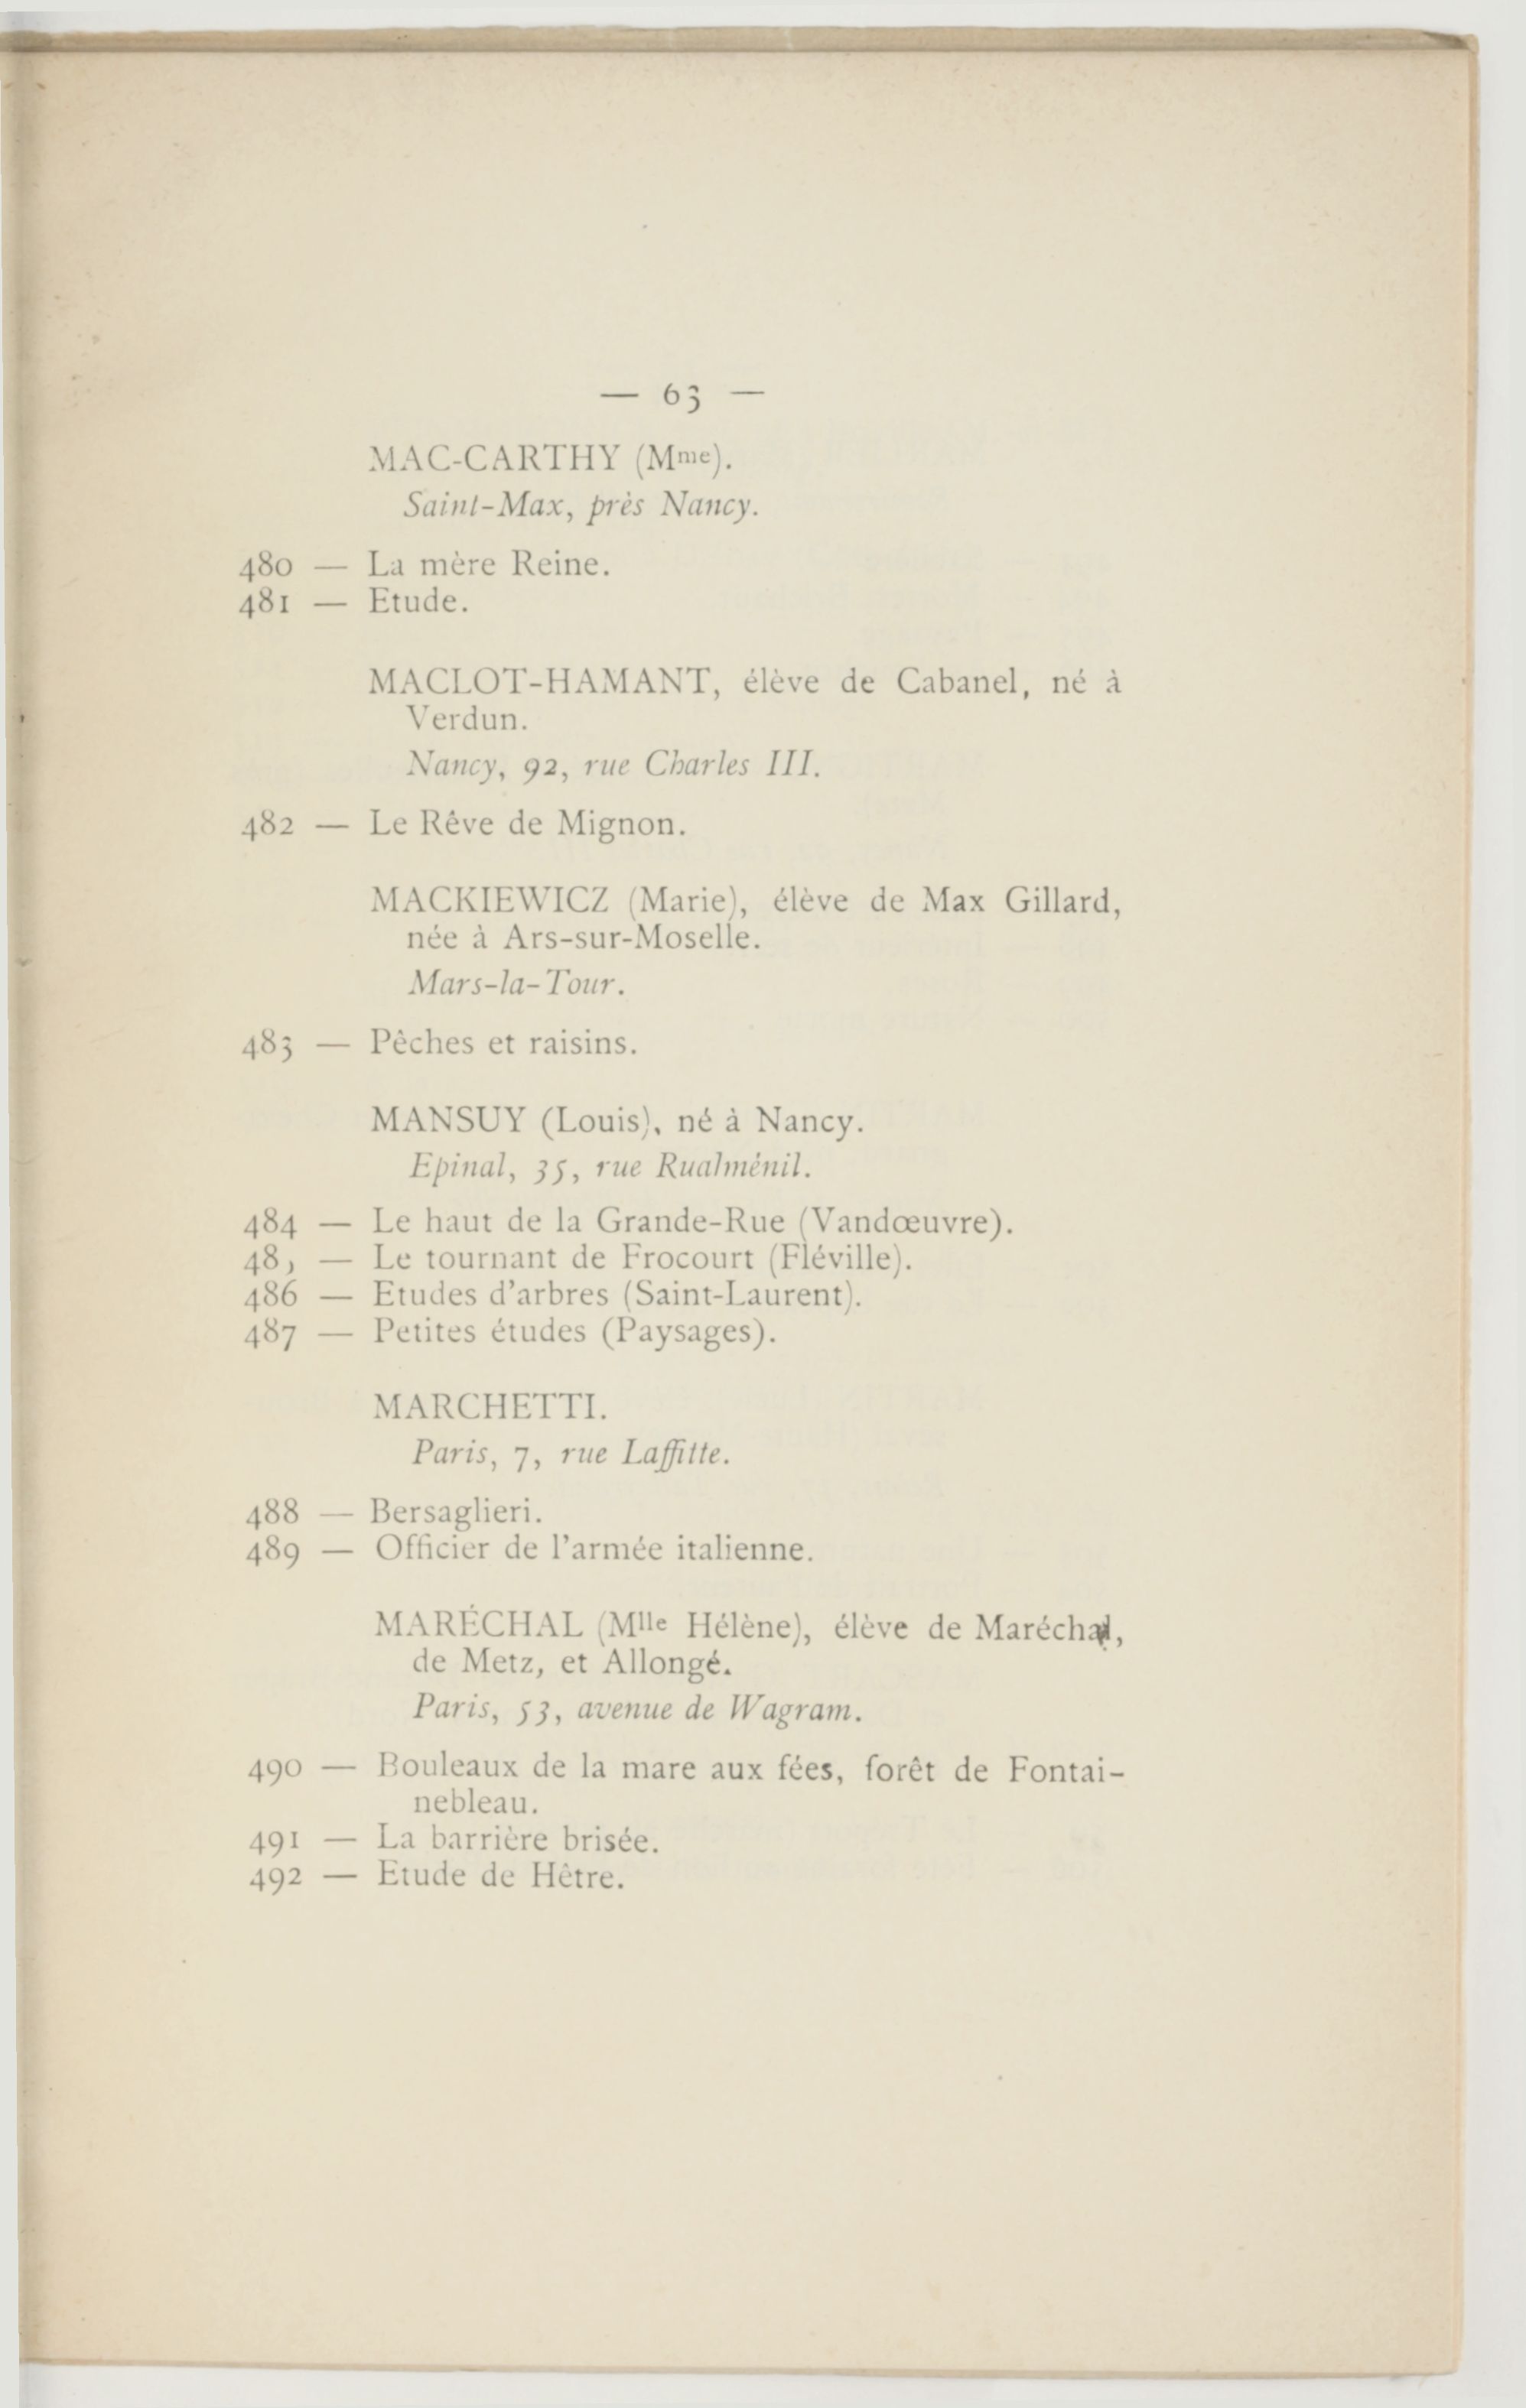 — 63 —
MAC-CARTHY (Mme).
Saint-Max, près Nancy.
480 — La mère Reine.
481 — Etude.
MACLOT-HAMANT, élève de Cabanel, né à
Verdun.
Nancy, 92, rue Charles III.
482 — Le Rêve de Mignon.
MACKIEWICZ (Marie), élève de Max Gillard,
née à Ars-sur-Moselle.
Mars-la-Tour.
483 — Pêches et raisins.
MANSUY (Louis), né à Nancy.
Epinal, 35, rue Rualménil.
484 — Le haut de la Grande-Rue (Vandœuvre).
485 — Le tournant de Frocourt (Fléville).
486 — Etudes d'arbres (Saint-Laurent).
487 — Petites études (Paysages).
MARCHETTI.
Paris, 7, rue Laffitte.
488 — Bersaglieri.
489 — Officier de l'armée italienne.
MARÉCHAL (Mlle Hélène), élève de Maréchal,
de Metz, et Allongé.
Paris, 53, avenue de Wagram.
490 — Bouleaux de la mare aux fées, forêt de Fontai-
nebleau.
491 — La barrière brisée.
492 — Etude de Hêtre.